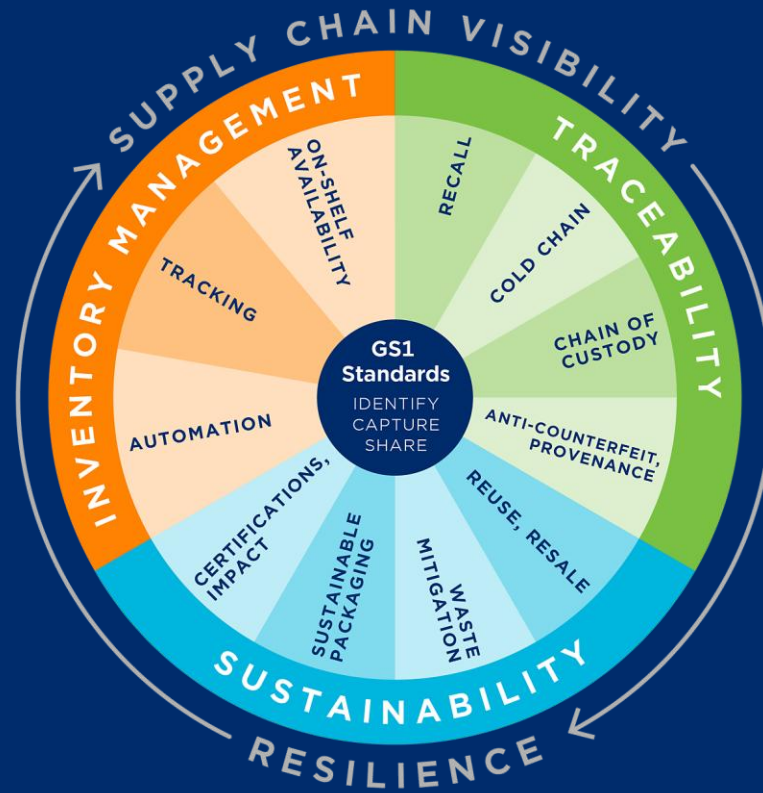 SUPPLY CHAIN VISIBILITY
INVENTORY MANAGEMENT
TRACEABILITY
ON-SHELF
AVAILABILITY
RECALL
COLD CHAIN
CHAIN OF
CUSTODY
ANTI-COUNTERFEIT,
PROVENANCE
REUSE, RESALE
WASTE
MITIGATION
SUSTAINABLE
PACKAGING
CERTIFICATIONS,
IMPACT
AUTOMATION
TRACKING
GS1
Standards
IDENTIFY
CAPTURE
SHARE
SUSTAINABILITY
RESILIENCE